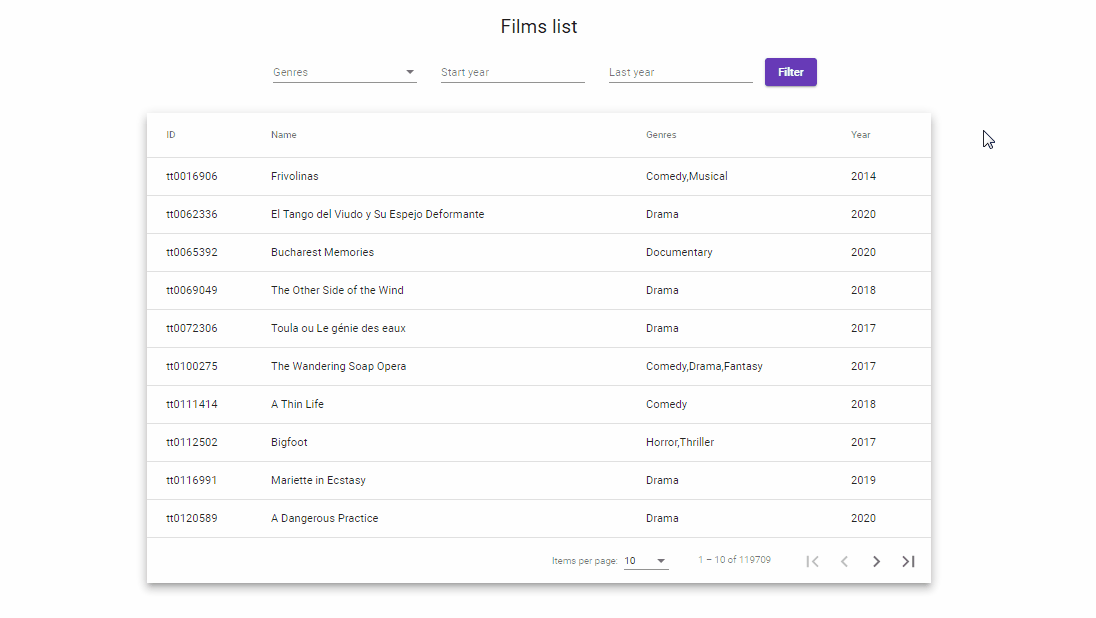 Films list
Genres Start year Last year Filter
ID Name Genres Year
tt0016906 Frivolinas Comedy,Musical 2014
tt0062336 El Tango del Viudo y Su Espejo Deformante Drama 2020
tt0065392 Bucharest Memories Documentary 2020
tt0069049 The Other Side of the Wind Drama 2018
tt0072306 Toula ou Le génie des eaux Drama 2017
tt0100275 The Wandering Soap Opera Comedy,Drama,Fantasy 2017
tt0111414 A Thin Life Comedy 2018
tt0112502 Bigfoot Horror,Thriller 2017
tt0116991 Mariette in Ecstasy Drama 2019
tt0120589 A Dangerous Practice Drama 2020
Items per page: 10 1 – 10 of 119709